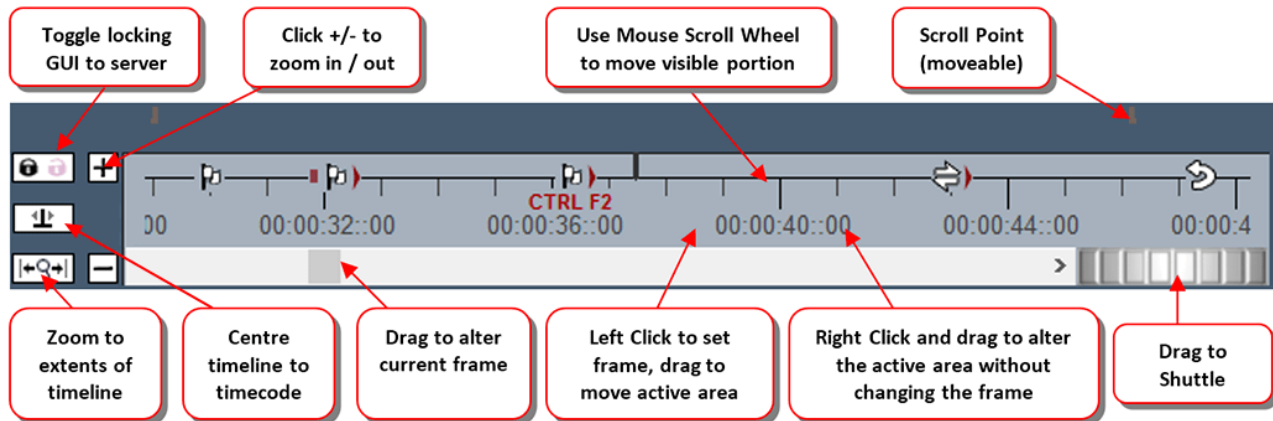 Toggle locking
GUI to server
Click +/- to
zoom in / out
Use Mouse Scroll Wheel
to move visible portion
Scroll Point
(moveable)
CTRL F2
00
00:00:32::00
00:00:36::00
00:00:40::00
00:00:44::00
00:00:4
Zoom to
extents of
timeline
Centre
timeline to
timecode
Drag to alter
current frame
Left Click to set
frame, drag to
move active area
Right Click and drag to alter
the active area without
changing the frame
Drag to
Shuttle